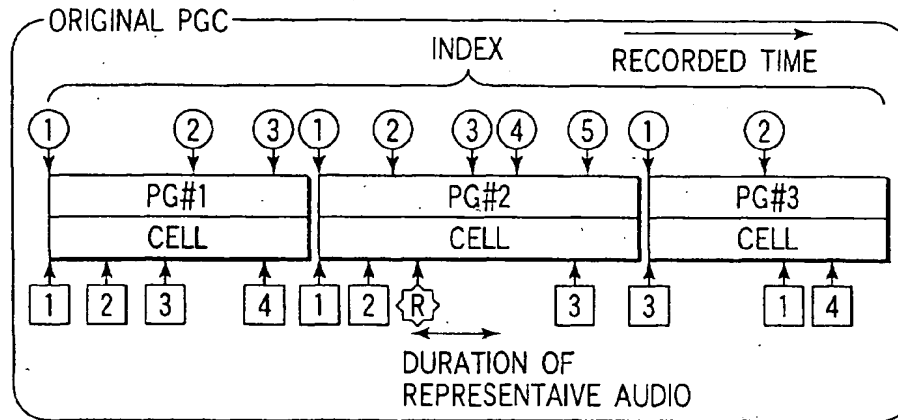 ORIGINAL PGC
INDEX
RECORDED TIME
1 2 3 1 2 3 4 5 1 2
PG#1 PG#2 PG#3
CELL CELL CELL
1 2 3 4 1 2 R 3 3 1 4
DURATION OF
REPRESENTAIVE AUDIO